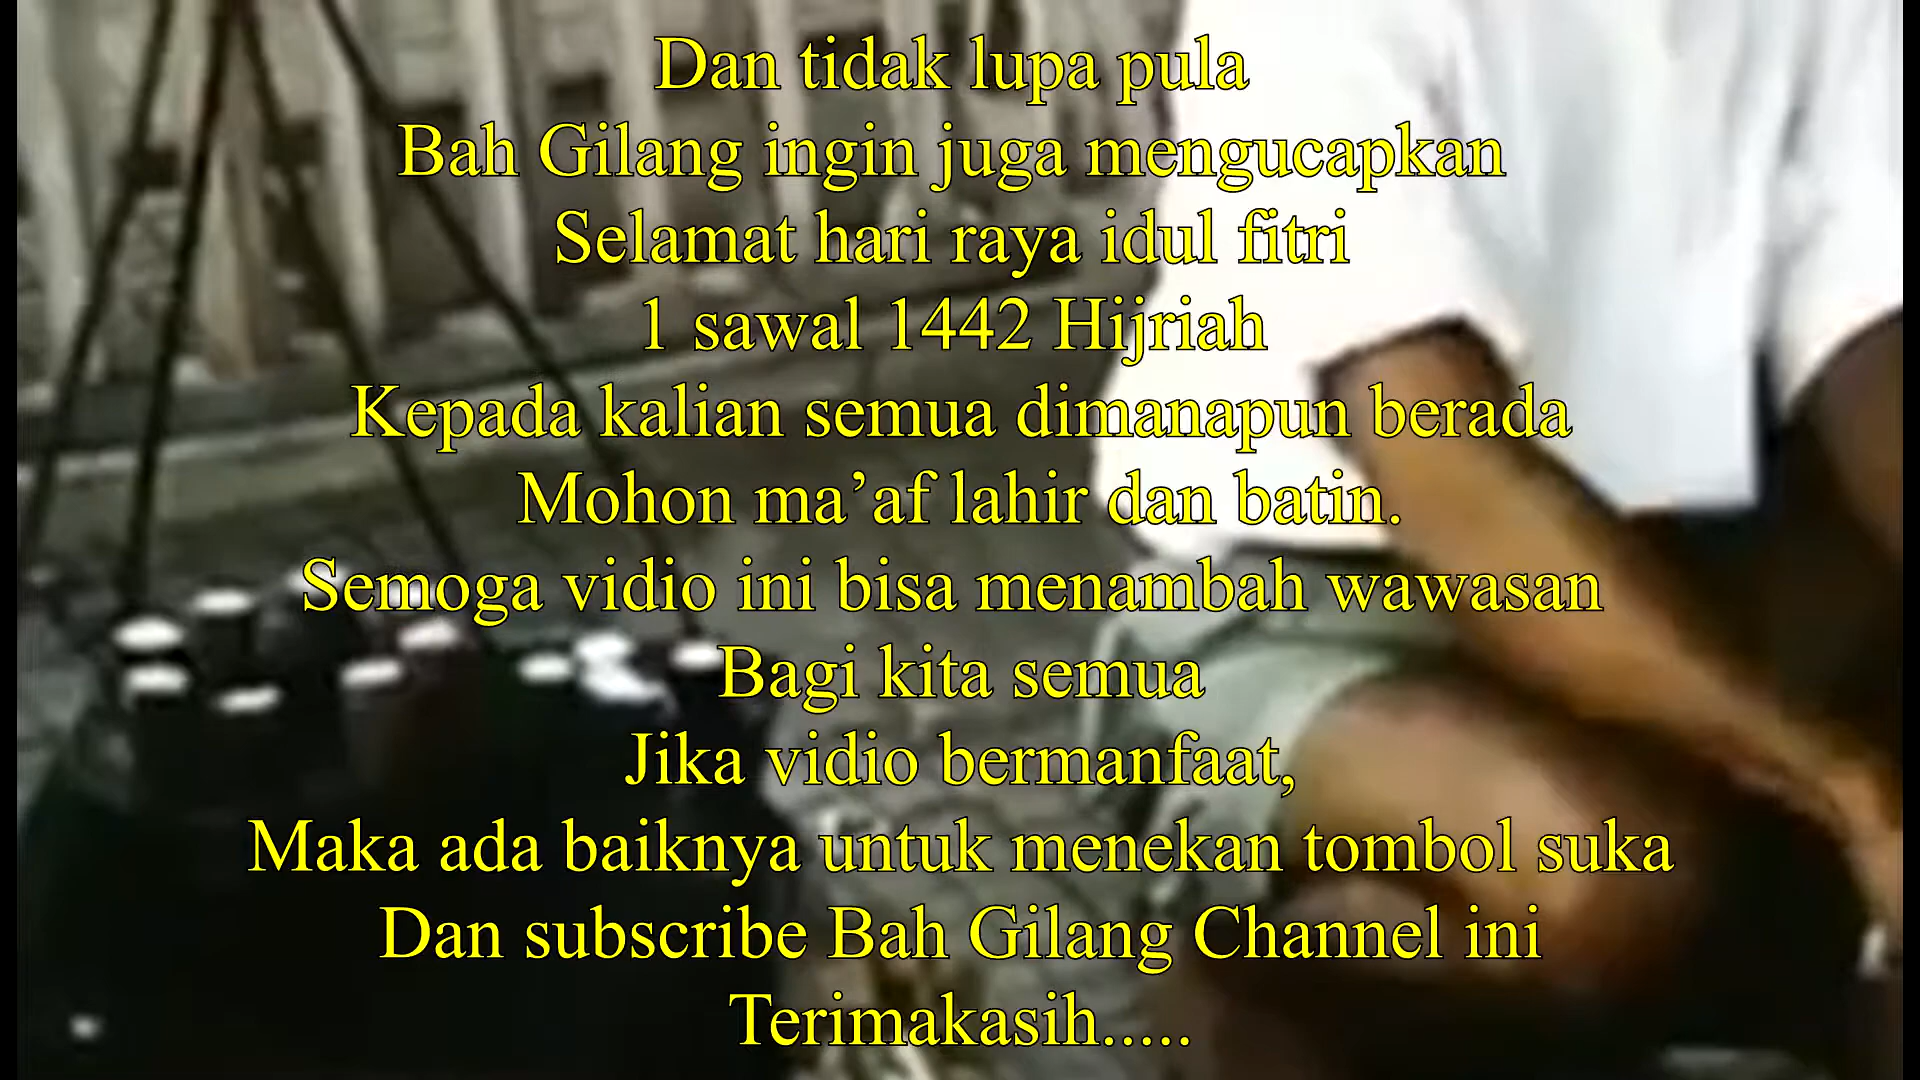 Dan tidak lupa pula
Bah Gilang ingin juga mengucapkan
Selamat hari raya idul fitri
1 sawal 1442 Hijriah
Kepada kalian semua dimanapun berada
Mohon ma’af lahir dan batin.
Semoga vidio ini bisa menambah wawasan
Bagi kita semua
Jika vidio bermanfaat,
Maka ada baiknya untuk menekan tombol suka
Dan subscribe Bah Gilang Channel ini
Terimakasih.....